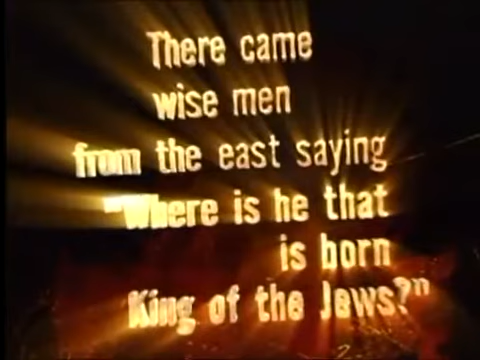 There came
wise men
from the east saying
"Where is he that
is born
King of the Jews?"